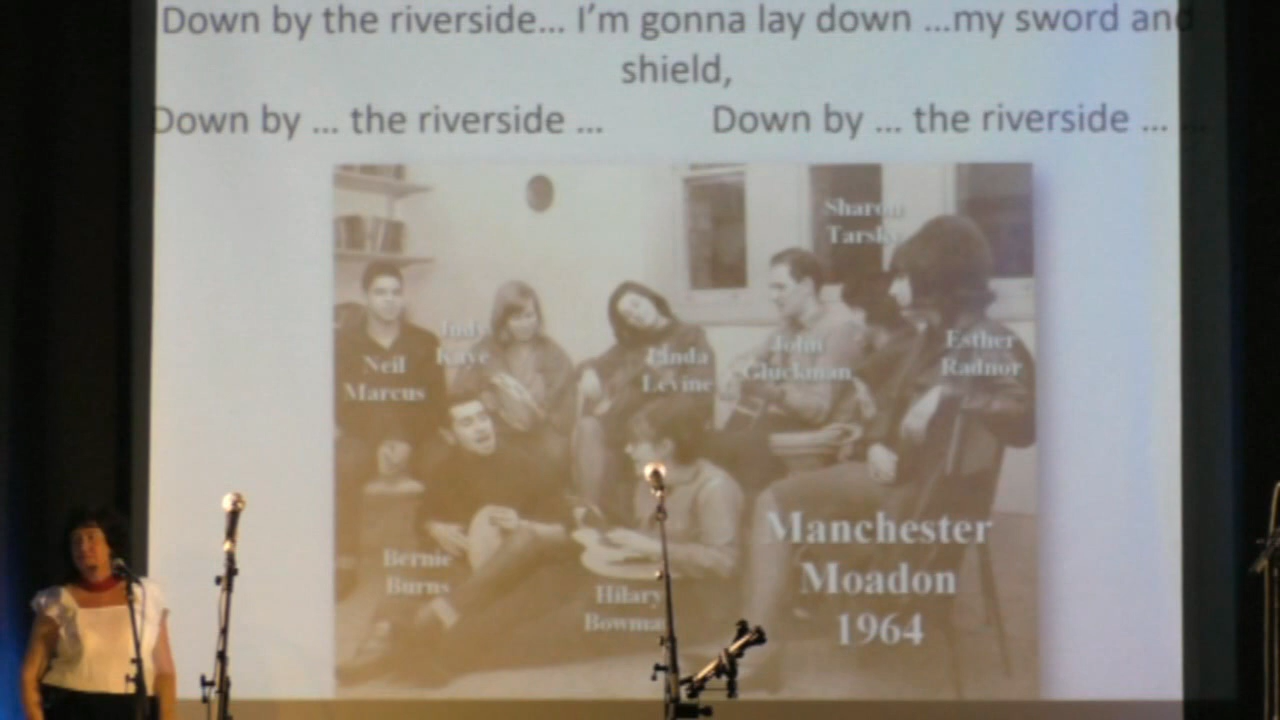 Down by the riverside... I'm gonna lay down ...my sword and
shield,
Down by ... the riverside ... Down by ... the riverside ... ...
Sharon
Tarsky
Judy
Kaye
Neil
Marcus
Linda
Levine
John
Gluckman
Esther
Radnor
Bernie
Burns
Hilary
Bowman
Manchester
Moadon
1964